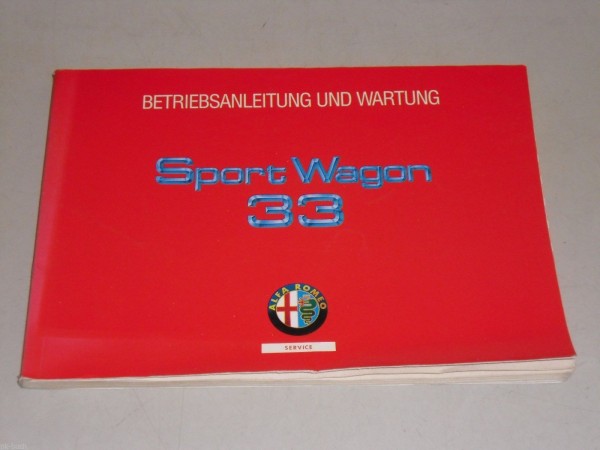 BETRIEBSANLEITUNG UND WARTUNG
Sport Wagon
33
ALFA ROMEO
SERVICE